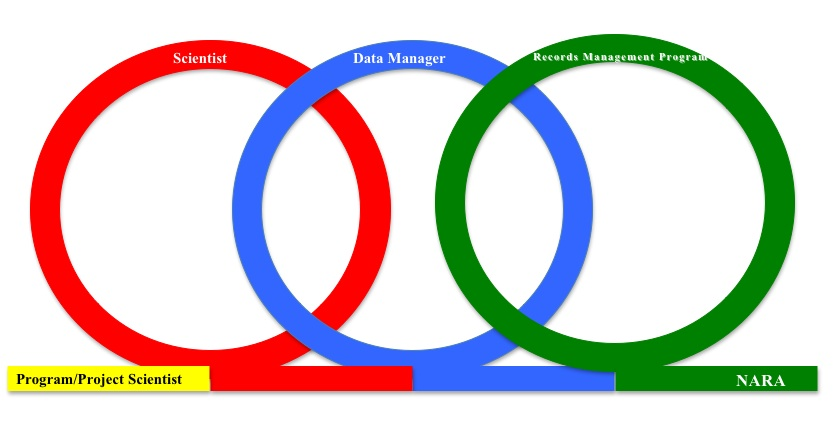 Scientist
Data Manager
Records Management Program
Program/Project Scientist
NARA